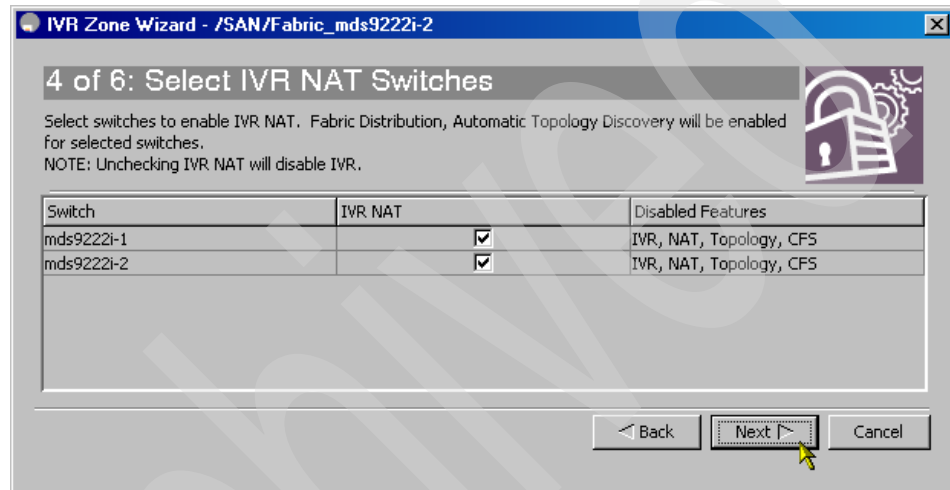 IVR Zone Wizard - /SAN/Fabric_mds9222i-2
4 of 6: Select IVR NAT Switches
Select switches to enable IVR NAT. Fabric Distribution, Automatic Topology Discovery will be enabled
for selected switches.
NOTE: Unchecking IVR NAT will disable IVR.
Switch IVR NAT Disabled Features
mds9222i-1 IVR, NAT, Topology, CFS
mds9222i-2 IVR, NAT, Topology, CFS
Back Next Cancel